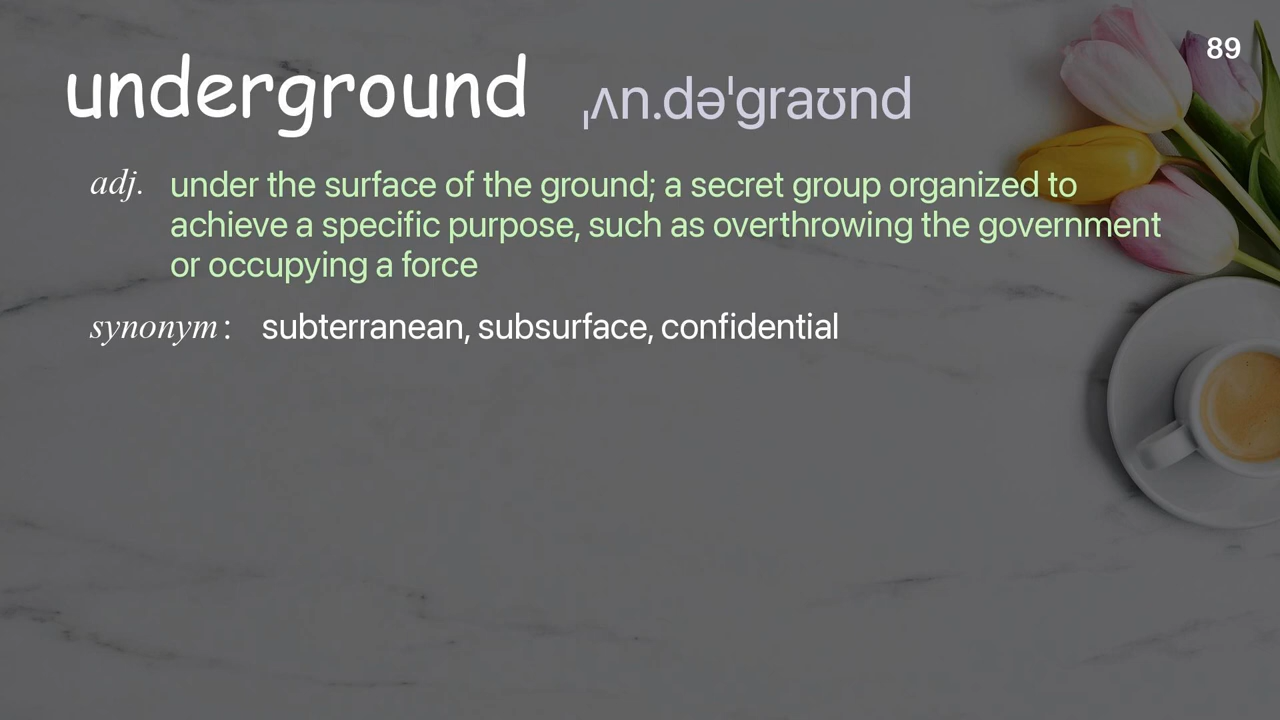 89
underground ˌʌn.dəˈgraʊnd
adj. under the surface of the ground; a secret group organized to
achieve a specific purpose, such as overthrowing the government
or occupying a force
synonym: subterranean, subsurface, confidential